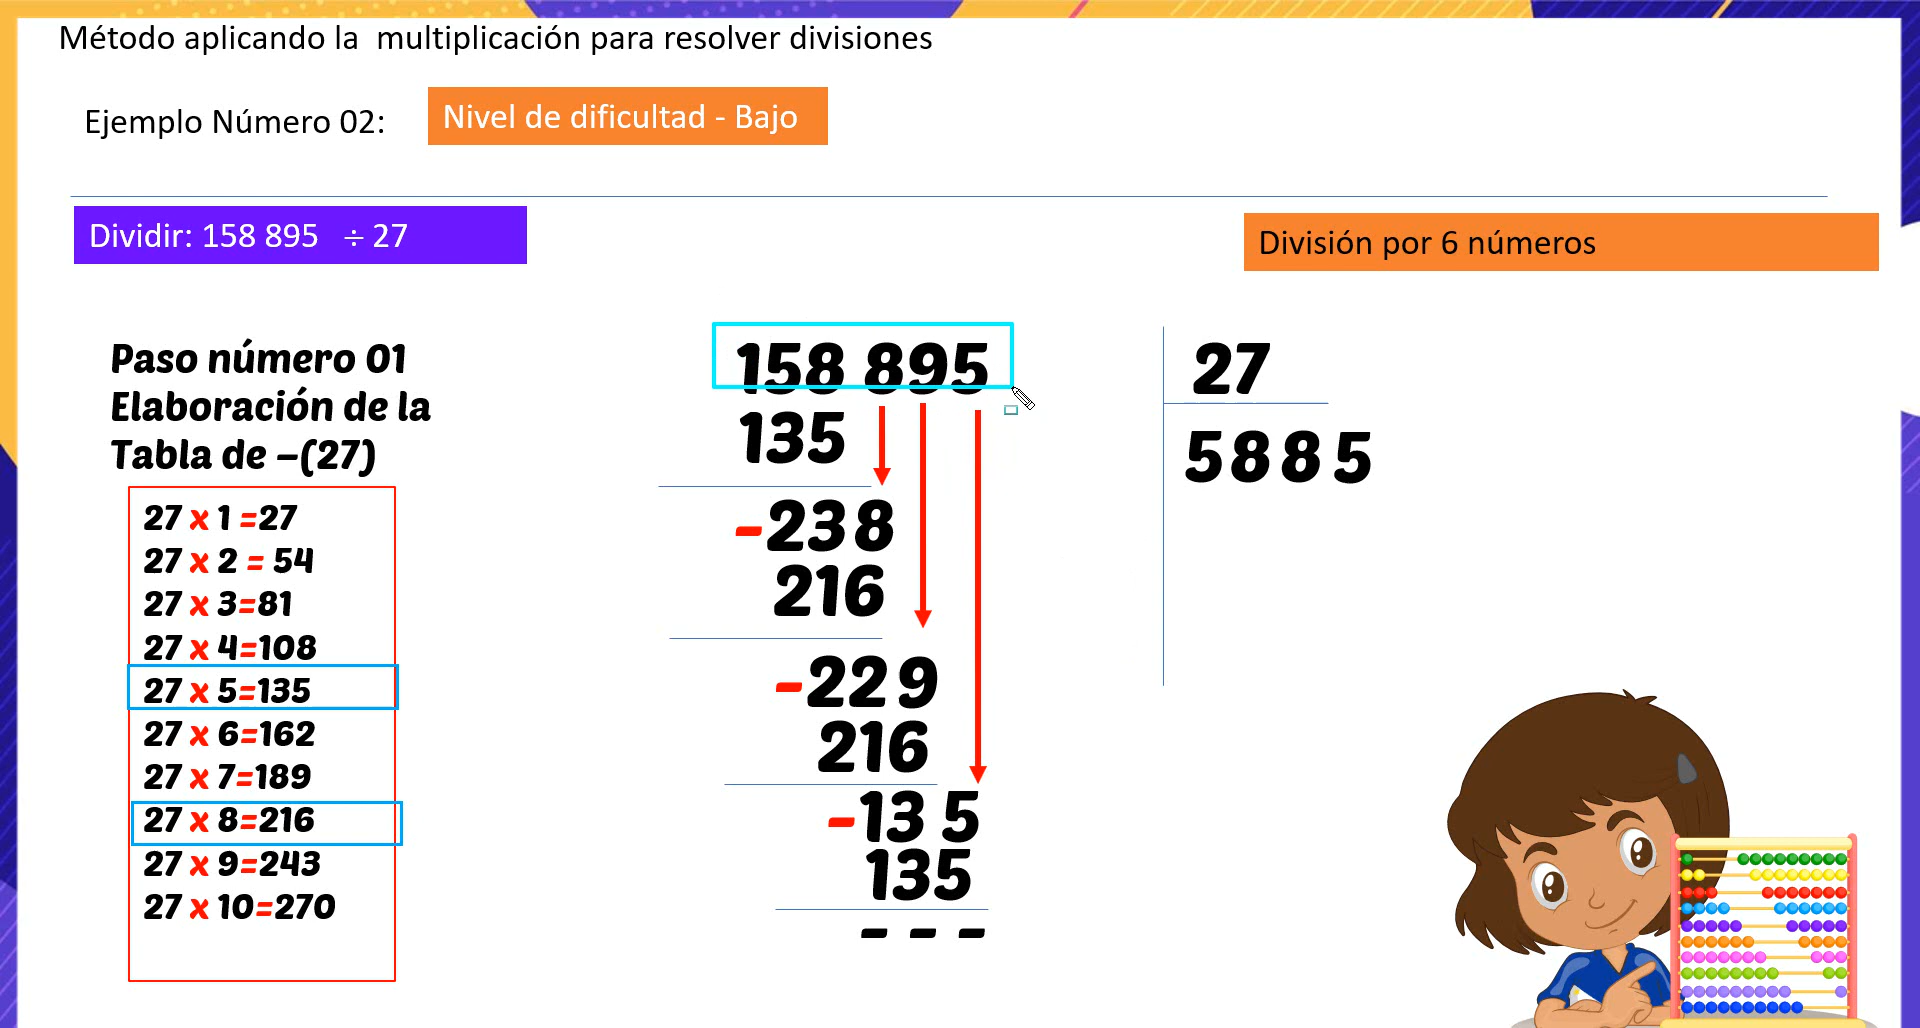 Método aplicando la  multiplicación para resolver divisiones
Ejemplo Número 02:
Nivel de dificultad - Bajo
Dividir: 158 895   ÷ 27
División por 6 números
Paso número 01
Elaboración de la
Tabla de –(27)
27 x 1 =27
27 x 2 = 54
27 x 3=81
27 x 4=108
27 x 5=135
27 x 6=162
27 x 7=189
27 x 8=216
27 x 9=243
27 x 10=270
158 895
135
-238
216
-229
216
-13 5
135
- - -
27
5885